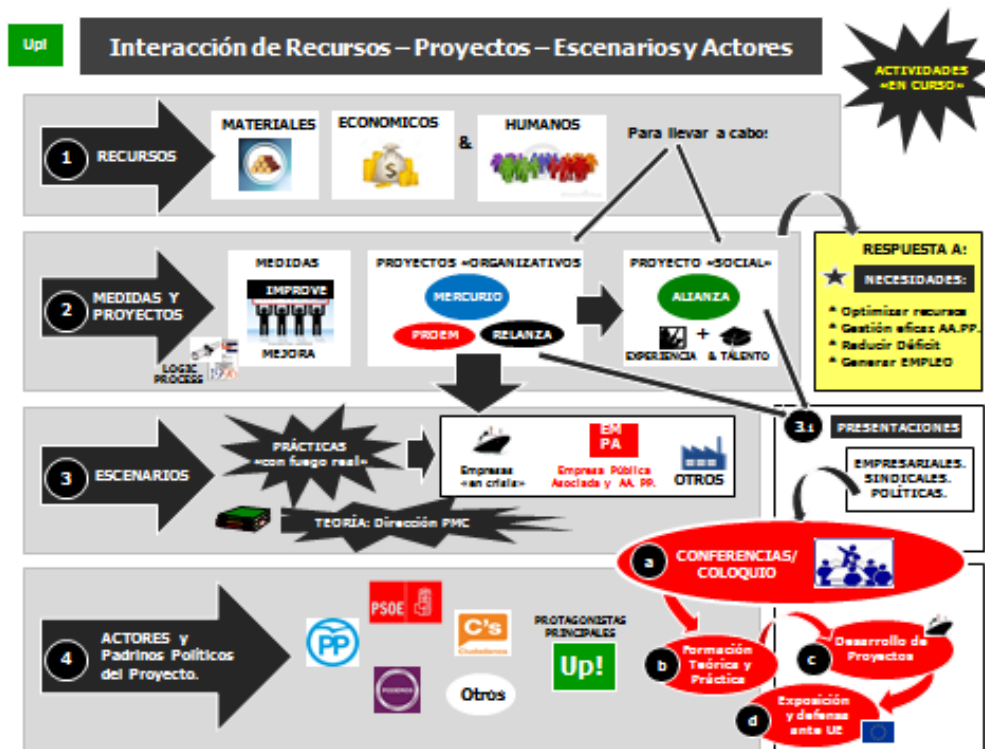 Up!
Interacción de Recursos – Proyectos – Escenarios y Actores
ACTIVIDADES
«EN CURSO»
1 RECURSOS
MATERIALES
ECONOMICOS
&
HUMANOS
Para llevar a cabo:
2 MEDIDAS Y
PROYECTOS
MEDIDAS
IMPROVE
MEJORA
LOGIC
PROCESS
PROYECTOS «ORGANIZATIVOS
MERCURIO
PROEM
RELANZA
PROYECTO «SOCIAL»
ALIANZA
+
EXPERIENCIA & TALENTO
RESPUESTA A:
NECESIDADES:
* Optimizar recursos
* Gestión eficaz AA.PP.
* Reducir Déficit
* Generar EMPLEO
3 ESCENARIOS
PRÁCTICAS
«con fuego real»
TEORÍA: Dirección PMC
Empresas
«en crisis»
EM
PA
Empresa Pública
Asociada y AA. PP.
OTROS
3.1 PRESENTACIONES
EMPRESARIALES.
SINDICALES.
POLÍTICAS.
a CONFERENCIAS/
COLOQUIO
b Formación
Teórica y
Práctica
c Desarrollo de
Proyectos
d Exposición
y defensa
ante UE
4 ACTORES y
Padrinos Políticos
del Proyecto.
PP
PSOE
PODEMOS
C's
Ciudadanos
Otros
PROTAGONISTAS
PRINCIPALES
Up!